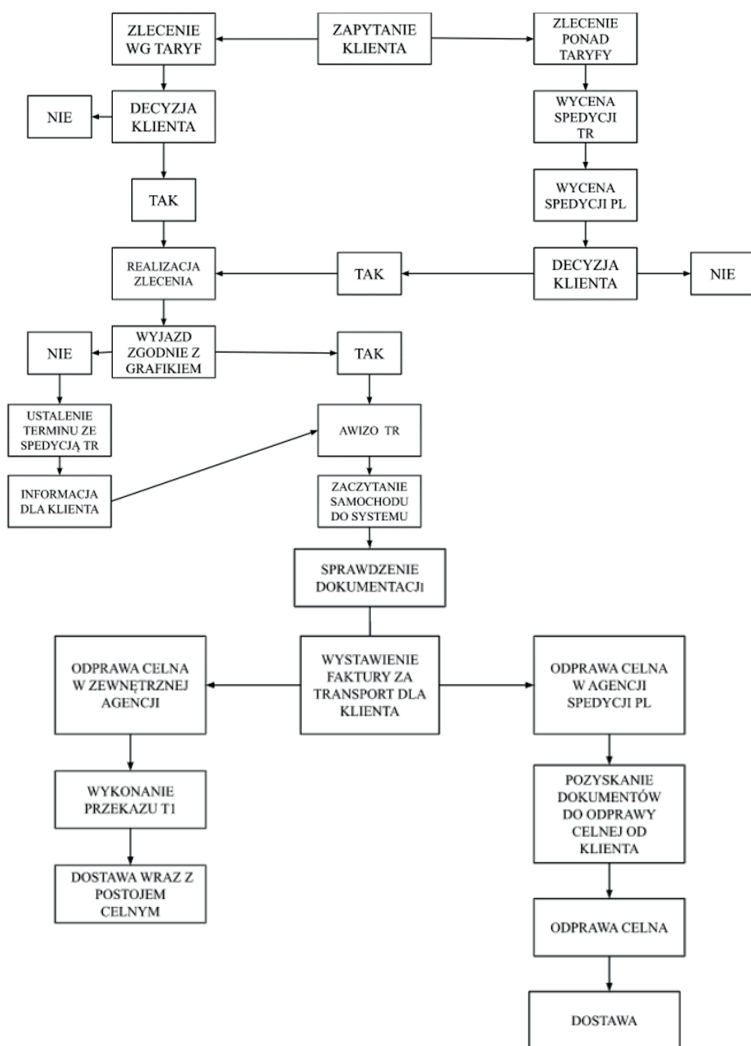 ZLECENIE
WG TARYF
ZAPYTANIE
KLIENTA
ZLECENIE
PONAD
TARYFY
NIE
DECYZJA
KLIENTA
WYCENA
SPEDYCJI
TR
TAK
WYCENA
SPEDYCJI PL
REALIZACJA
ZLECENIA
TAK
DECYZJA
KLIENTA
NIE
NIE
WYJAZD
ZGODNIE Z
GRAFIKIEM
TAK
USTALENIE
TERMINU ZE
SPEDYCJĄ TR
AWIZO TR
INFORMACJA
DLA KLIENTA
ZACZYTANIE
SAMOCHODU
DO SYSTEMU
SPRAWDZENIE
DOKUMENTACJI
ODPRAWA CELNA
W ZEWNĘTRZNEJ
AGENCJI
WYSTAWIENIE
FAKTURY ZA
TRANSPORT DLA
KLIENTA
ODPRAWA CELNA
W AGENCJI
SPEDYCJI PL
WYKONANIE
PRZEKAZU T1
POZYSKANIE
DOKUMENTÓW
DO ODPRAWY
CELNEJ OD
KLIENTA
DOSTAWA WRAZ Z
POSTOJEM
CELNYM
ODPRAWA CELNA
DOSTAWA